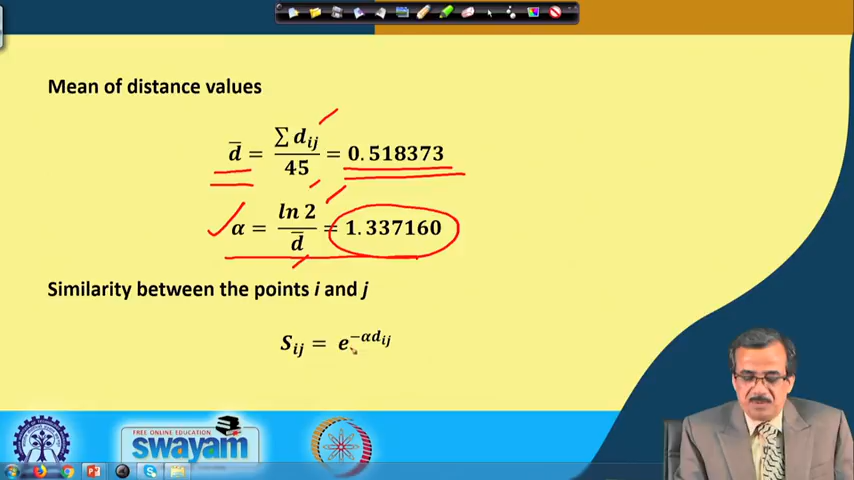 Mean of distance values
d̅ = ∑ dij / 45 = 0.518373
α = ln 2 / d̅ = 1.337160
Similarity between the points i and j
Sij = e^−αdij
FREE ONLINE EDUCATION
swayam